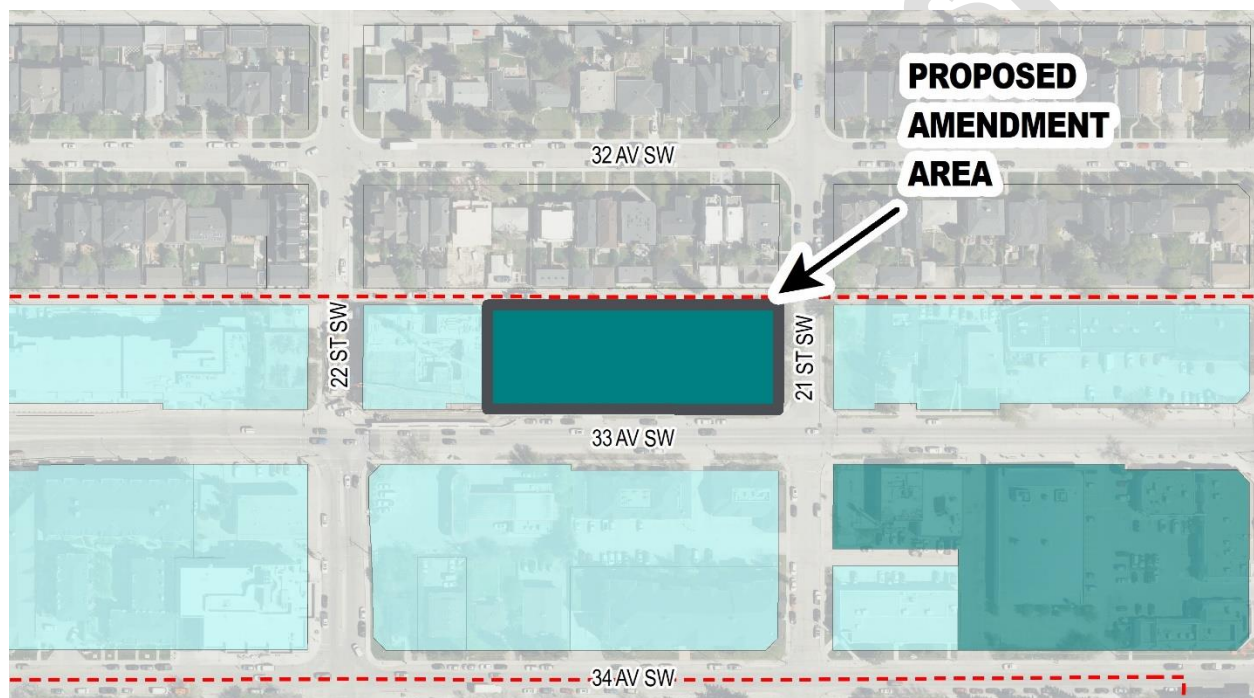 PROPOSED
AMENDMENT
AREA
32 AV SW
22 ST SW
21 ST SW
33 AV SW
34 AV SW